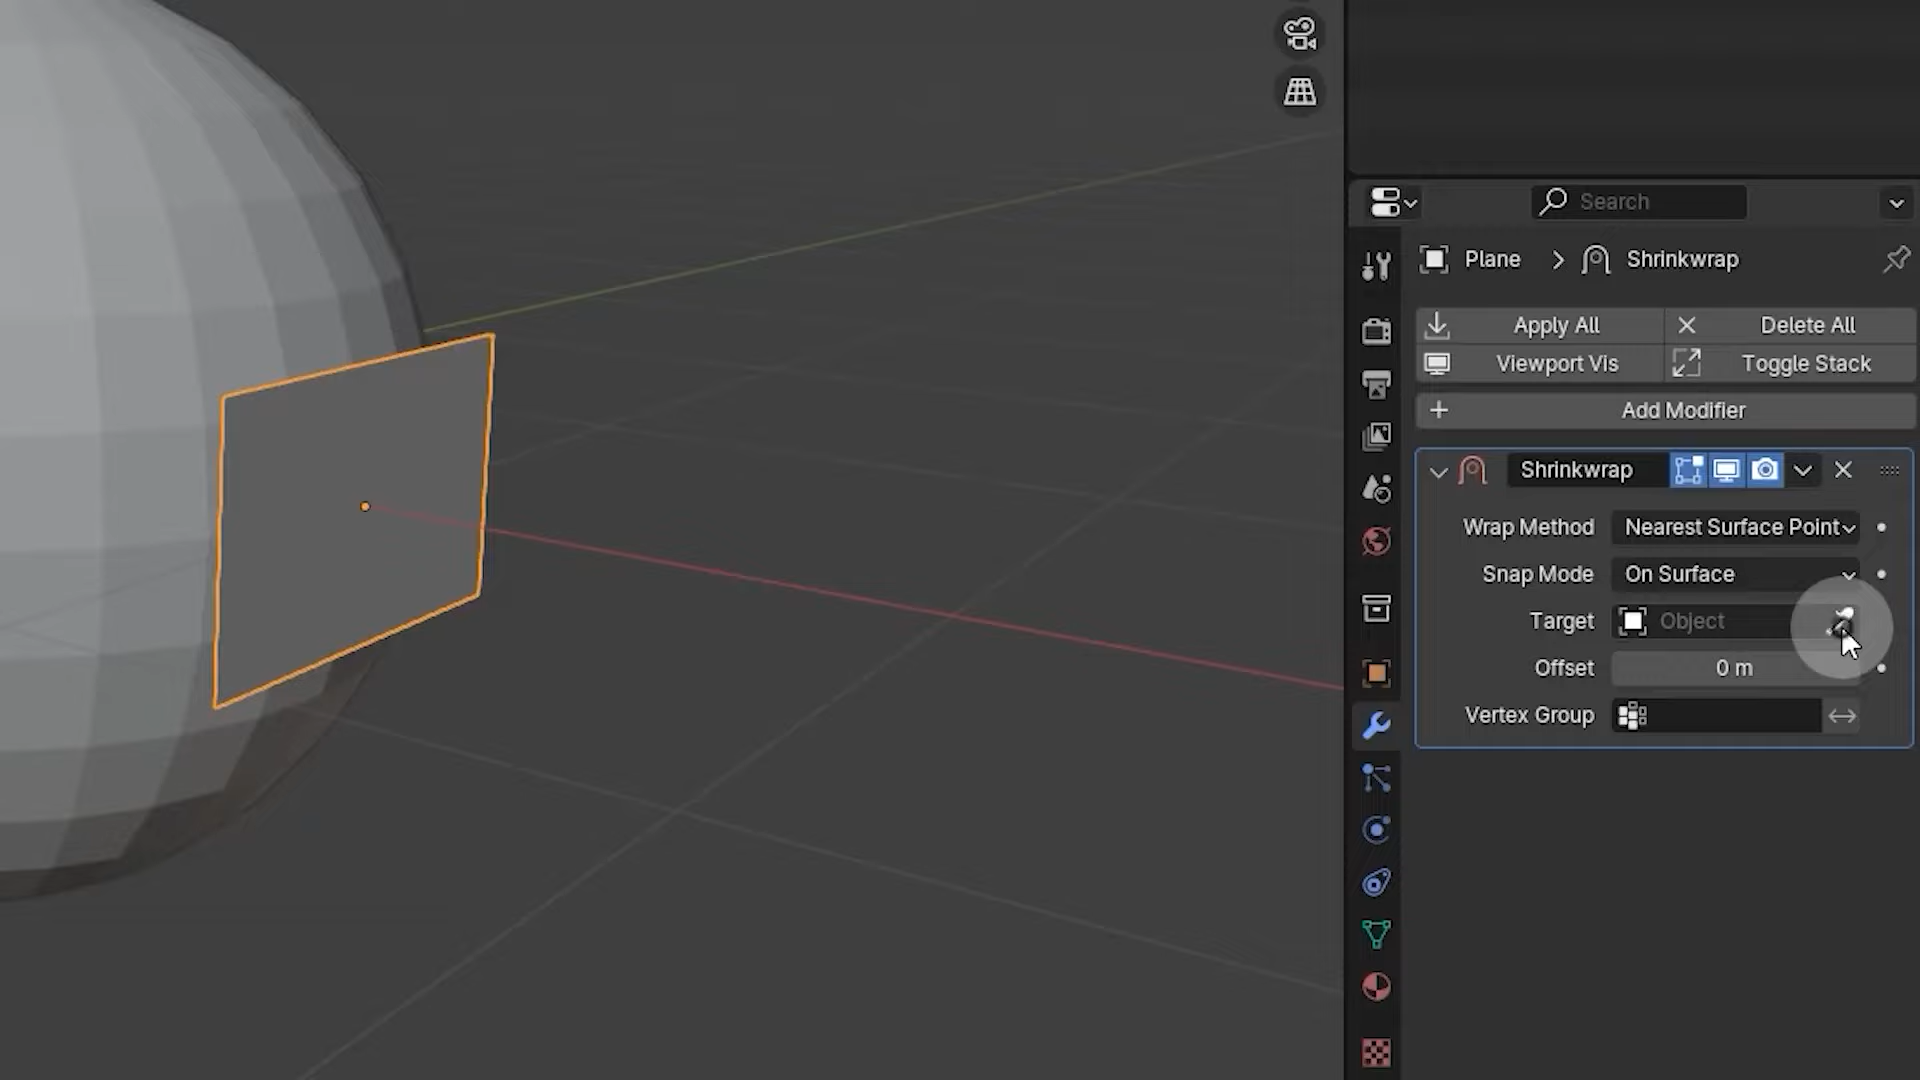 Search
Plane > Shrinkwrap
Apply All Delete All
Viewport Vis Toggle Stack
+ Add Modifier
Shrinkwrap
Wrap Method Nearest Surface Point
Snap Mode On Surface
Target Object
Offset 0 m
Vertex Group